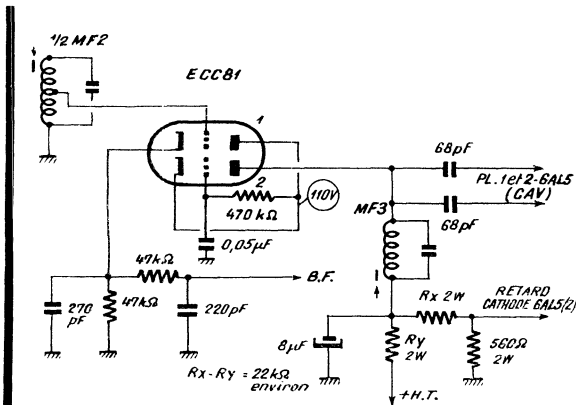 1/2 MF2
ECC81
1
2
470 kΩ
110V
0,05µF
68pF
PL. 1 et 2-6AL5
(CAV)
68pF
MF3
47kΩ
B.F.
270
pF
47kΩ
220pF
Rx 2W
RETARD
CATHODE 6AL5(2)
8µF
Ry
2W
560Ω
2W
Rx-Ry = 22kΩ
environ
+H.T.